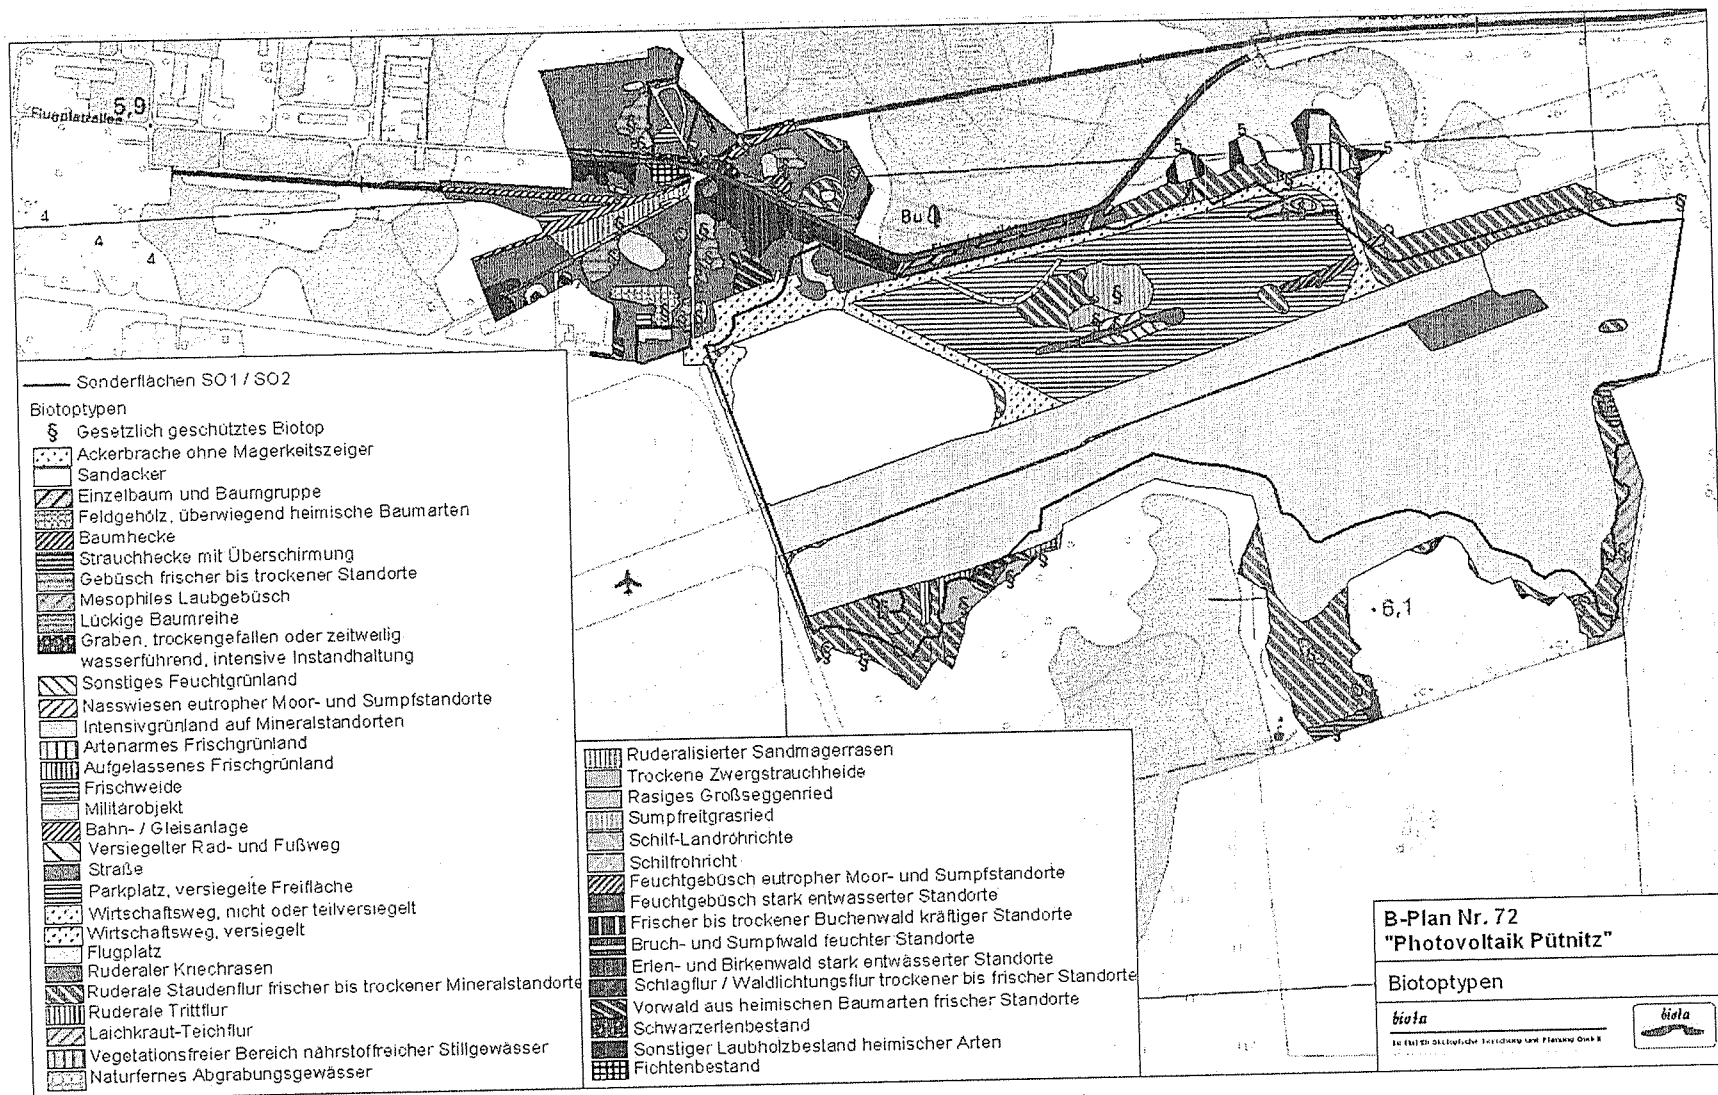 Flugplatzallee
5,9
4
4
4
5
5
5
Bu
§
6,1
Sonderflächen SO1 / SO2
Biotoptypen
§ Gesetzlich geschütztes Biotop
Ackerbrache ohne Magerkeitszeiger
Sandacker
Einzelbaum und Baumgruppe
Feldgehölz, überwiegend heimische Baumarten
Baumhecke
Strauchhecke mit Überschirmung
Gebüsch frischer bis trockener Standorte
Mesophiles Laubgebüsch
Lückige Baumreihe
Graben, trockengefallen oder zeitweilig
wasserführend, intensive Instandhaltung
Sonstiges Feuchtgrünland
Nasswiesen eutropher Moor- und Sumpfstandorte
Intensivgrünland auf Mineralstandorten
Artenarmes Frischgrünland
Aufgelassenes Frischgrünland
Frischweide
Militärobjekt
Bahn- / Gleisanlage
Versiegelter Rad- und Fußweg
Straße
Parkplatz, versiegelte Freifläche
Wirtschaftsweg, nicht oder teilversiegelt
Wirtschaftsweg, versiegelt
Flugplatz
Ruderaler Kriechrasen
Ruderale Staudenflur frischer bis trockener Mineralstandorte
Ruderale Trittflur
Laichkraut-Teichflur
Vegetationsfreier Bereich nährstoffreicher Stillgewässer
Naturfernes Abgrabungsgewässer
Ruderalisierter Sandmagerrasen
Trockene Zwergstrauchheide
Rasiges Großseggenried
Sumpfreitgrasried
Schilf-Landröhrichte
Schilfrohricht
Feuchtgebüsch eutropher Moor- und Sumpfstandorte
Feuchtgebüsch stark entwasserter Standorte
Frischer bis trockener Buchenwald kräftiger Standorte
Bruch- und Sumpfwald feuchter Standorte
Erlen- und Birkenwald stark entwässerter Standorte
Schlagflur / Waldlichtungsflur trockener bis frischer Standorte
Vorwald aus heimischen Baumarten frischer Standorte
Schwarzerlenbestand
Sonstiger Laubholzbestand heimischer Arten
Fichtenbestand
B-Plan Nr. 72
"Photovoltaik Pütnitz"
Biotoptypen
biota
biota